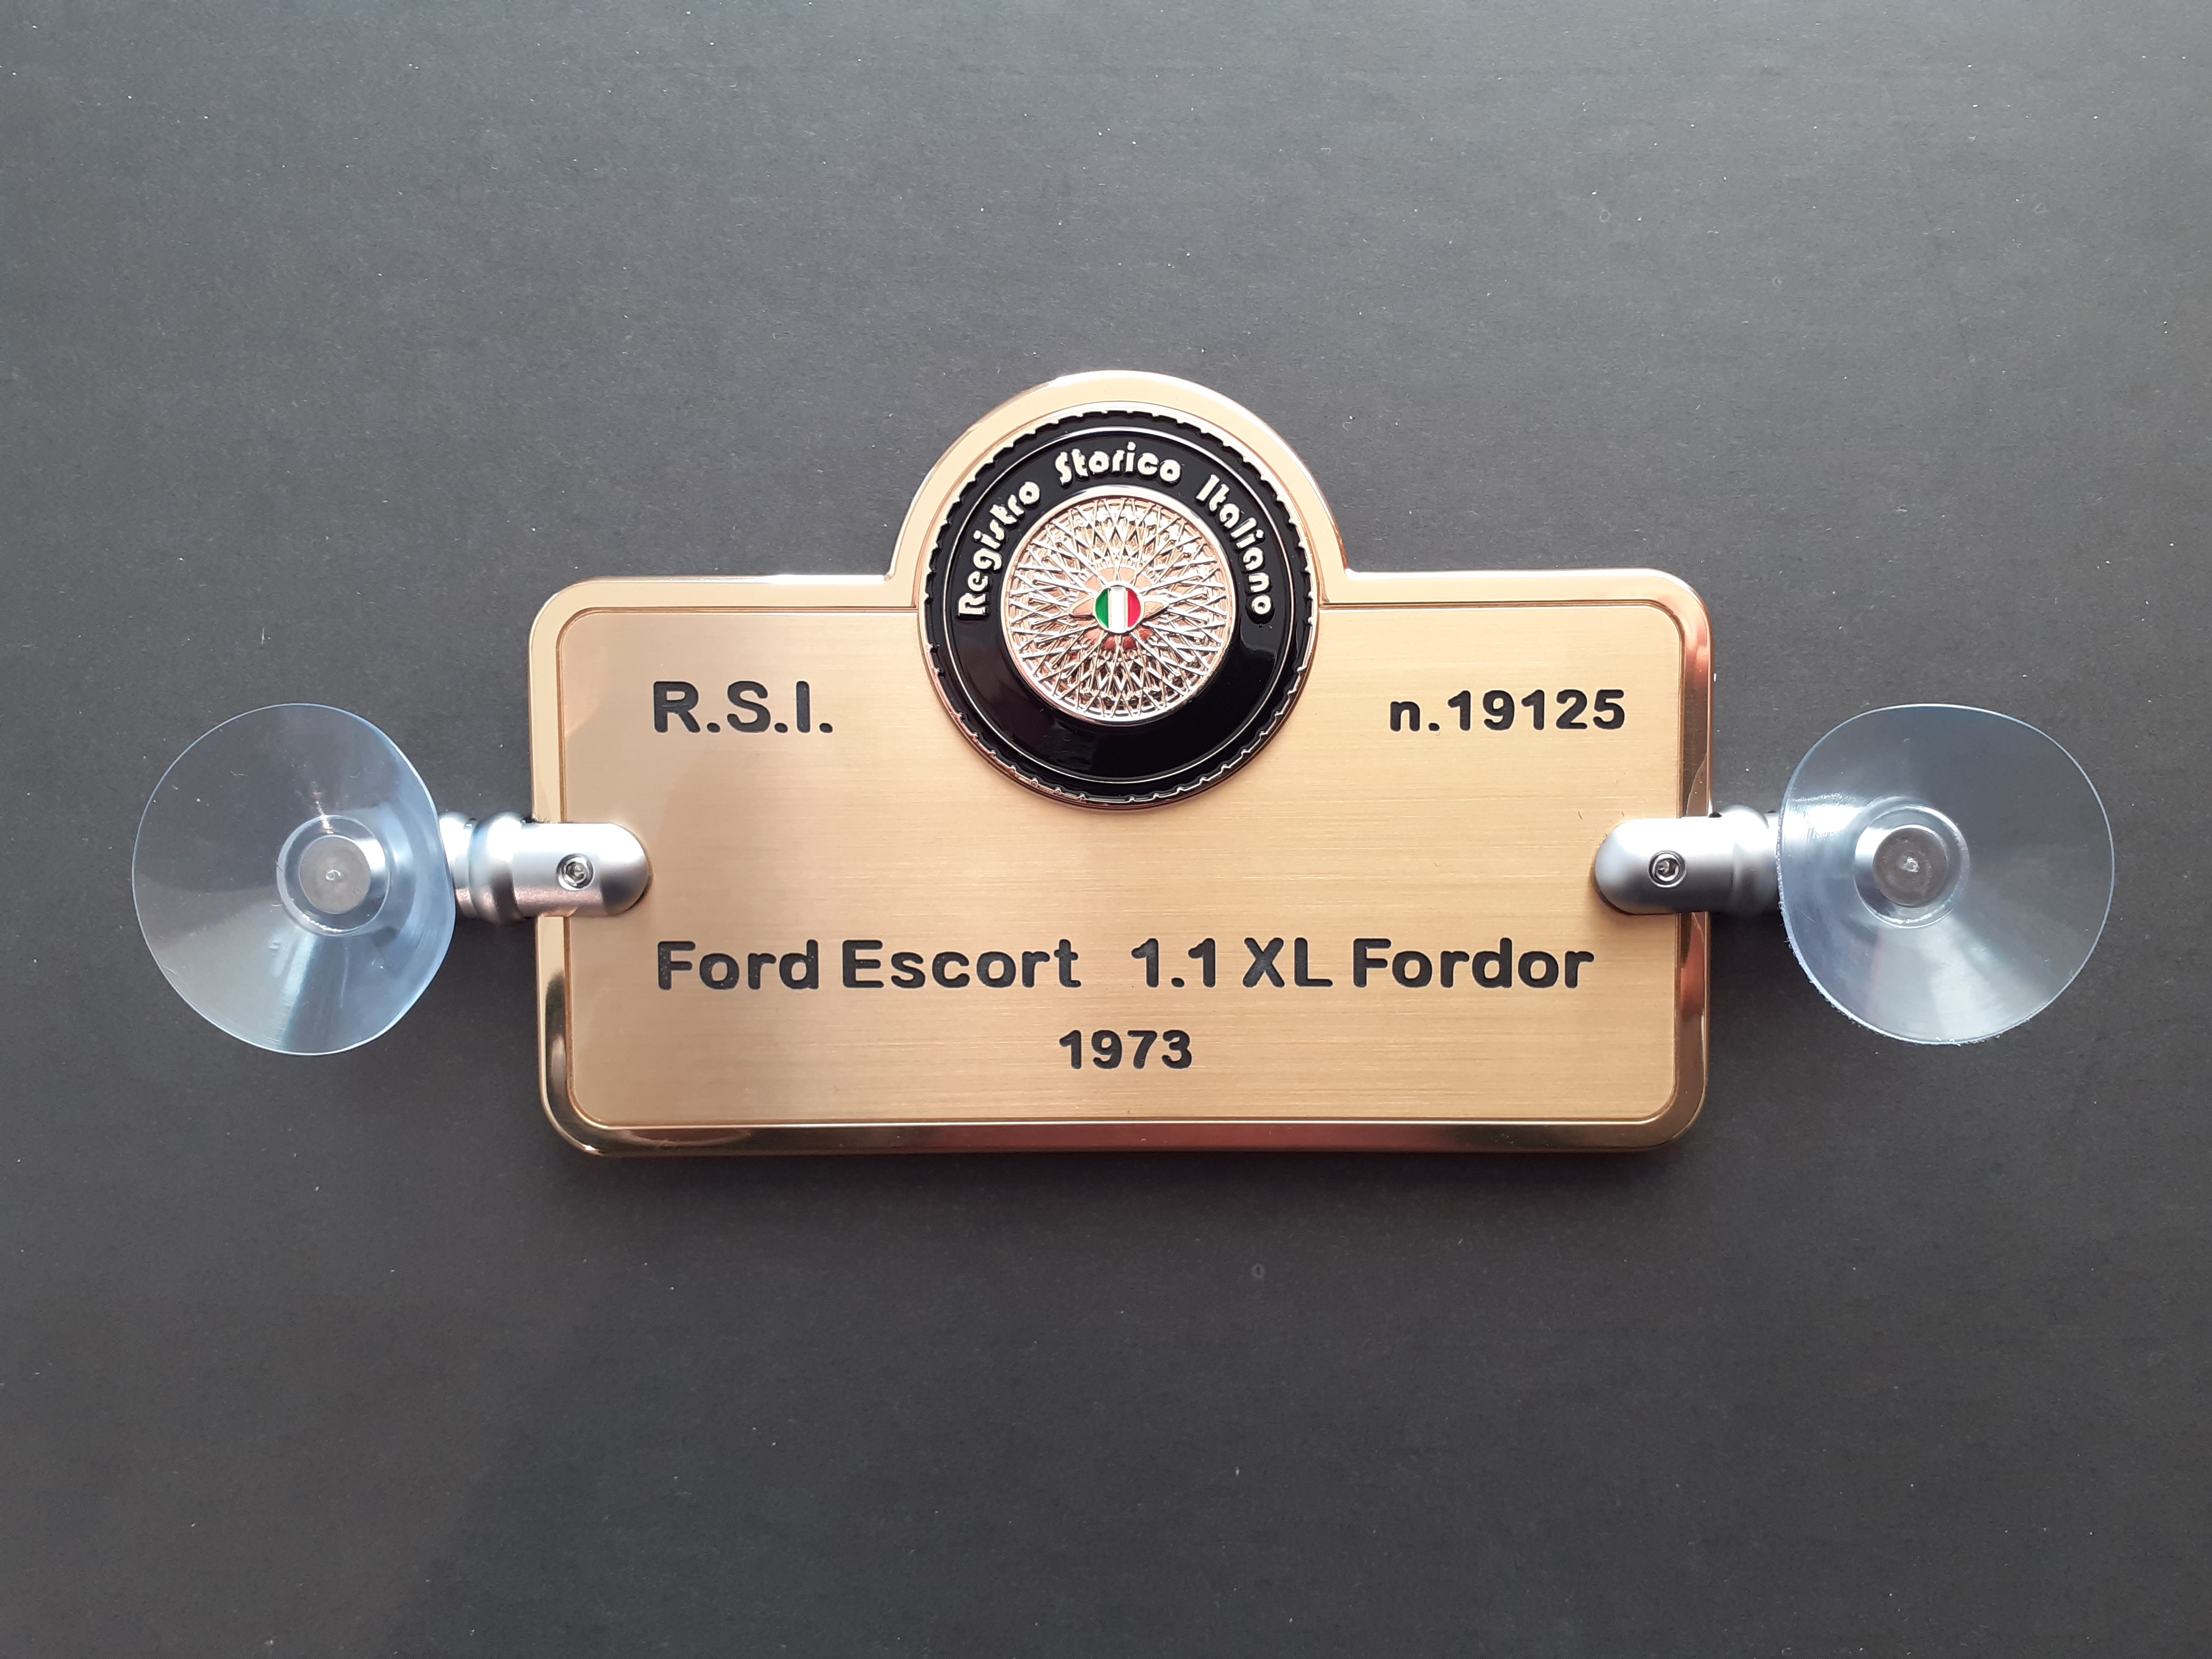 Registro Storico Italiano
R.S.I.
n.19125
Ford Escort 1.1 XL Fordor
1973